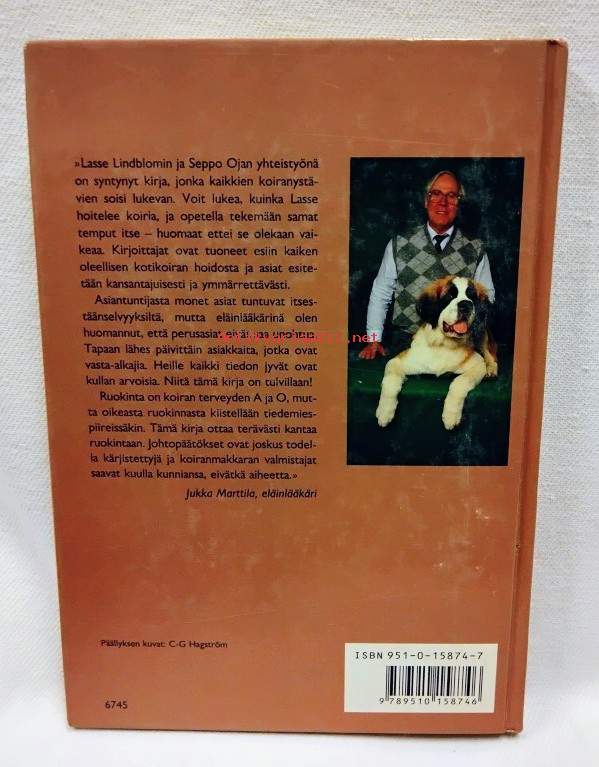 »Lasse Lindblomin ja Seppo Ojan yhteistyönä
on syntynyt kirja, jonka kaikkien koiranystä-
vien soisi lukevan. Voit lukea, kuinka Lasse
hoitelee koiria, ja opetella tekemään samat
temput itse – huomaat ettei se olekaan vai-
keaa. Kirjoittajat ovat tuoneet esiin kaiken
oleellisen kotikoiran hoidosta ja asiat esite-
tään kansantajuisesti ja ymmärrettävästi.
Asiantuntijasta monet asiat tuntuvat itses-
täänselvyyksiltä, mutta eläinlääkärinä olen
huomannut, että perusasiat eivät
Tapaan lähes päivittäin asiakkaita, jotka ovat
vasta-alkajia. Heille kaikki tiedon jyvät ovat
kullan arvoisia. Niitä tämä kirja on tulvillaan!
Ruokinta on koiran terveyden A ja O, mut-
ta oikeasta ruokinnasta kiistellään tiedemies-
piireissäkin. Tämä kirja ottaa terävästi kantaa
ruokintaan. Johtopäätökset ovat joskus todel-
la kärjistettyjä ja koiranmakkaran valmistajat
saavat kuulla kunniansa, eivätkä aiheetta.»
Jukka Marttila, eläinlääkäri
Päällyksen kuvat: C-G Hagström
6745
ISBN 951-0-15874-7
9 789510 158746